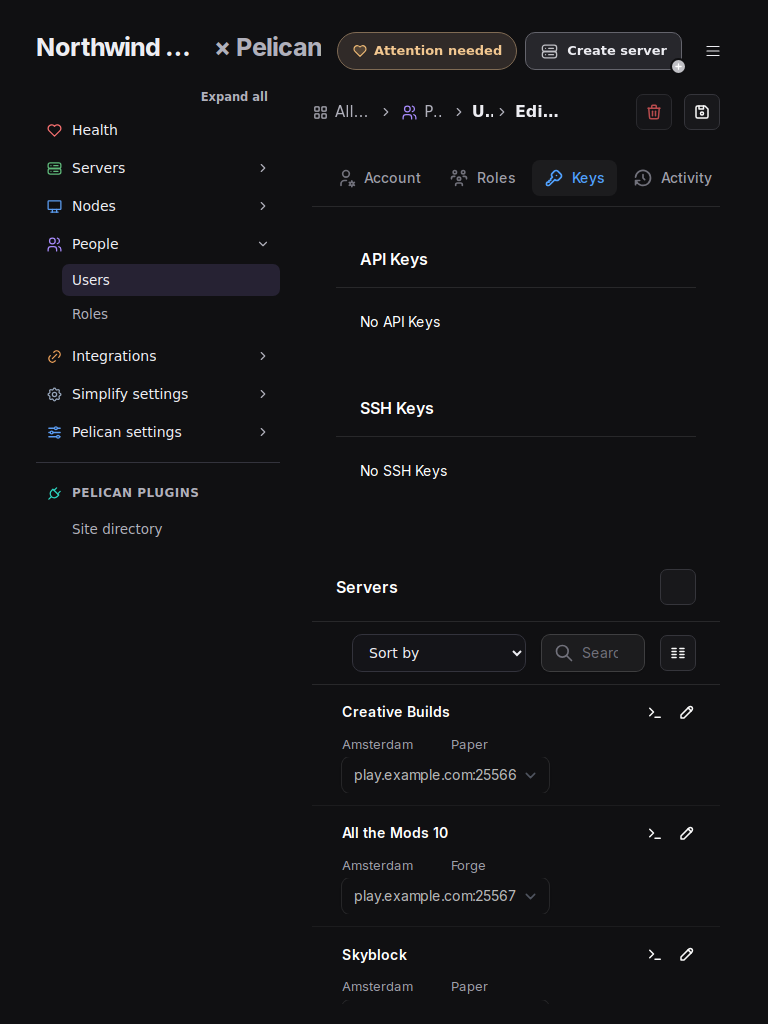 Northwind ... × Pelican
Attention needed
Create server
Expand all
Health
Servers
Nodes
People
Users
Roles
Integrations
Simplify settings
Pelican settings
PELICAN PLUGINS
Site directory
All... > P.. > U.. > Edi...
Account
Roles
Keys
Activity
API Keys
No API Keys
SSH Keys
No SSH Keys
Servers
Sort by
Searc
Creative Builds
Amsterdam Paper
play.example.com:25566
All the Mods 10
Amsterdam Forge
play.example.com:25567
Skyblock
Amsterdam Paper